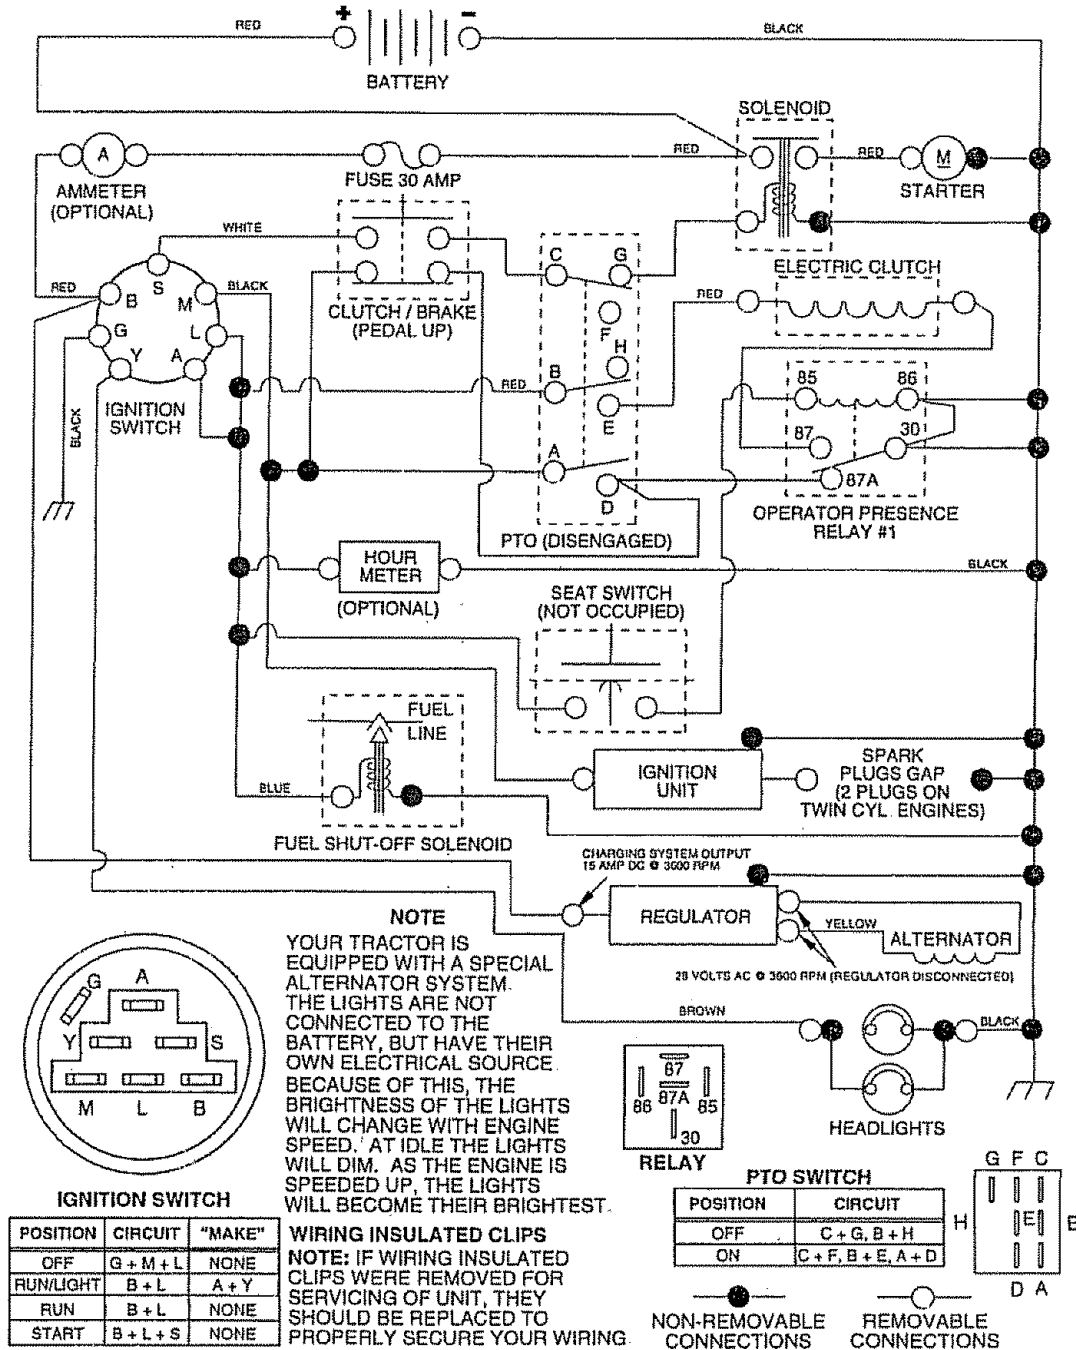 + -
RED
BLACK
BATTERY
SOLENOID
A
RED
RED
M
AMMETER
(OPTIONAL)
FUSE 30 AMP
STARTER
WHITE
S
C G
ELECTRIC CLUTCH
RED
B
M
BLACK
RED
CLUTCH / BRAKE
(PEDAL UP)
F
G
L
H
Y A
B
RED
85 86
IGNITION
SWITCH
BLACK
E
87 30
A
87A
D
OPERATOR PRESENCE
RELAY #1
PTO (DISENGAGED)
HOUR
METER
BLACK
(OPTIONAL)
SEAT SWITCH
(NOT OCCUPIED)
FUEL
LINE
IGNITION
UNIT
SPARK
PLUGS GAP
(2 PLUGS ON
TWIN CYL. ENGINES)
BLUE
FUEL SHUT-OFF SOLENOID
CHARGING SYSTEM OUTPUT
15 AMP DC @ 3600 RPM
REGULATOR
YELLOW
ALTERNATOR
28 VOLTS AC @ 3600 RPM (REGULATOR DISCONNECTED)
BROWN
BLACK
HEADLIGHTS
NOTE
YOUR TRACTOR IS
EQUIPPED WITH A SPECIAL
ALTERNATOR SYSTEM.
THE LIGHTS ARE NOT
CONNECTED TO THE
BATTERY, BUT HAVE THEIR
OWN ELECTRICAL SOURCE.
BECAUSE OF THIS, THE
BRIGHTNESS OF THE LIGHTS
WILL CHANGE WITH ENGINE
SPEED. AT IDLE THE LIGHTS
WILL DIM. AS THE ENGINE IS
SPEEDED UP, THE LIGHTS
WILL BECOME THEIR BRIGHTEST.
G A
Y S
M L B
IGNITION SWITCH
POSITION CIRCUIT "MAKE"
OFF G + M + L NONE
RUN/LIGHT B + L A + Y
RUN B + L NONE
START B + L + S NONE
WIRING INSULATED CLIPS
NOTE: IF WIRING INSULATED
CLIPS WERE REMOVED FOR
SERVICING OF UNIT, THEY
SHOULD BE REPLACED TO
PROPERLY SECURE YOUR WIRING.
87
86 87A 85
30
RELAY
PTO SWITCH
POSITION CIRCUIT
OFF C + G, B + H
ON C + F, B + E, A + D
G F C
H E B
D A
NON-REMOVABLE
CONNECTIONS
REMOVABLE
CONNECTIONS